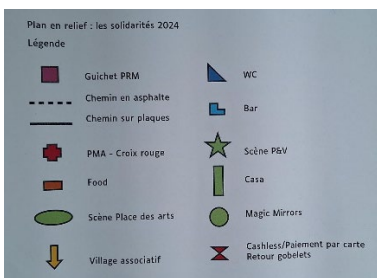 Plan en relief : les solidarités 2024
Légende
Guichet PRM
Chemin en asphalte
Chemin sur plaques
PMA - Croix rouge
Food
Scène Place des arts
Village associatif
WC
Bar
Scène P&V
Casa
Magic Mirrors
Cashless/Paiement par carte
Retour gobelets